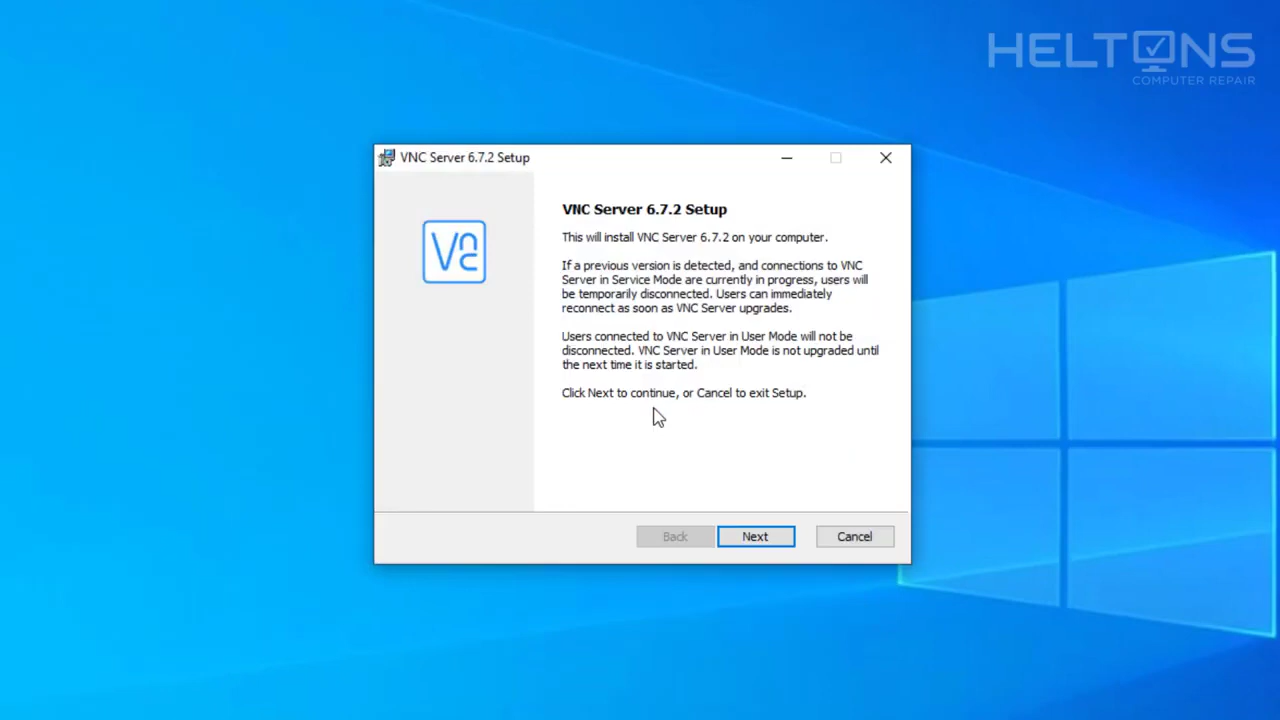 HELTONS
COMPUTER REPAIR
VNC Server 6.7.2 Setup
Vnc
VNC Server 6.7.2 Setup
This will install VNC Server 6.7.2 on your computer.
If a previous version is detected, and connections to VNC
Server in Service Mode are currently in progress, users will
be temporarily disconnected. Users can immediately
reconnect as soon as VNC Server upgrades.
Users connected to VNC Server in User Mode will not be
disconnected. VNC Server in User Mode is not upgraded until
the next time it is started.
Click Next to continue, or Cancel to exit Setup.
Back
Next
Cancel